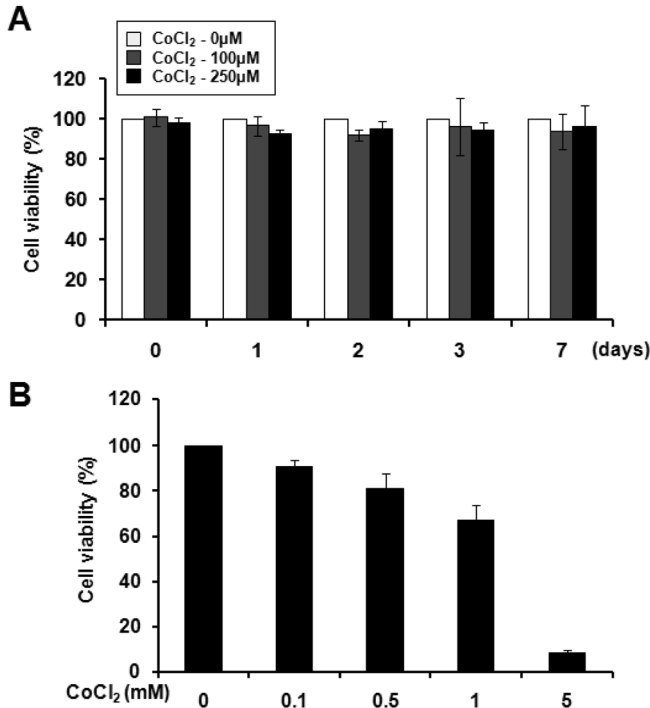 A
CoCl₂ - 0µM
CoCl₂ - 100µM
CoCl₂ - 250µM
Cell viability (%)
120
100
80
60
40
20
0
0 1 2 3 7 (days)
B
Cell viability (%)
120
100
80
60
40
20
0
CoCl₂ (mM) 0 0.1 0.5 1 5